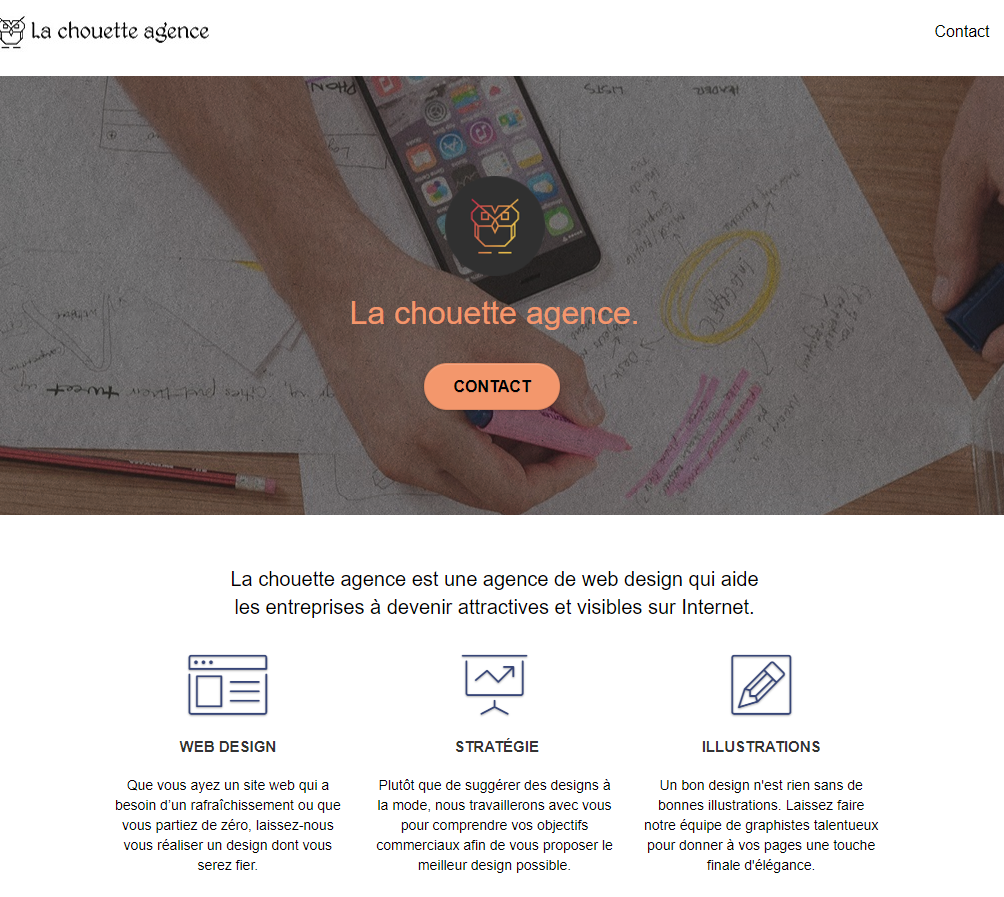 La chouette agence
Contact
La chouette agence.
CONTACT
La chouette agence est une agence de web design qui aide
les entreprises à devenir attractives et visibles sur Internet.
WEB DESIGN
Que vous ayez un site web qui a
besoin d’un rafraîchissement ou que
vous partiez de zéro, laissez-nous
vous réaliser un design dont vous
serez fier.
STRATÉGIE
Plutôt que de suggérer des designs à
la mode, nous travaillerons avec vous
pour comprendre vos objectifs
commerciaux afin de vous proposer le
meilleur design possible.
ILLUSTRATIONS
Un bon design n'est rien sans de
bonnes illustrations. Laissez faire
notre équipe de graphistes talentueux
pour donner à vos pages une touche
finale d'élégance.